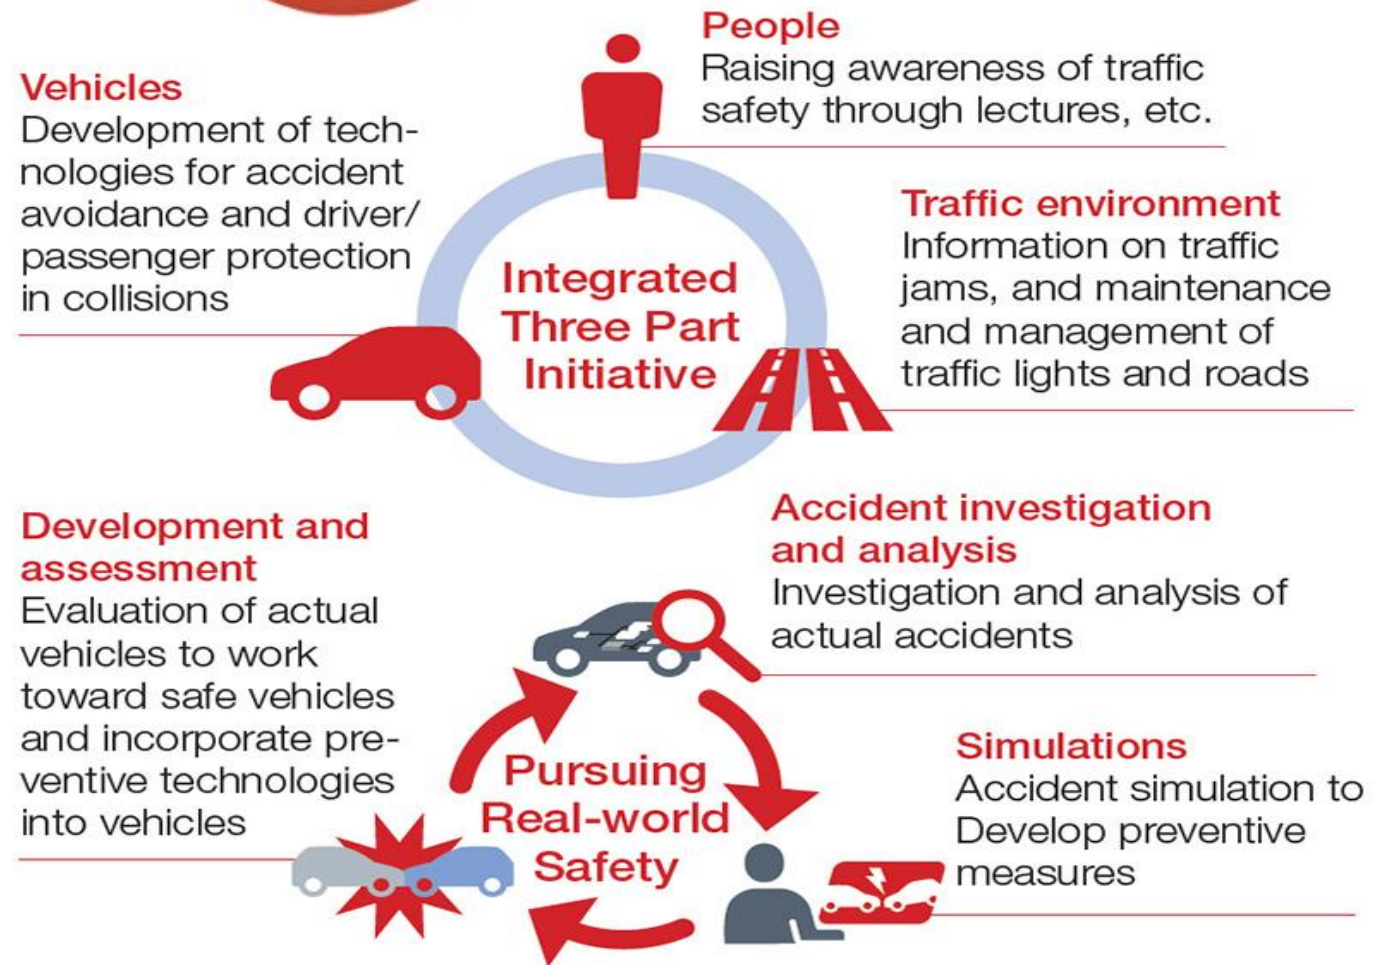 People
Raising awareness of traffic
safety through lectures, etc.
Vehicles
Development of tech-
nologies for accident
avoidance and driver/
passenger protection
in collisions
Traffic environment
Information on traffic
jams, and maintenance
and management of
traffic lights and roads
Integrated
Three Part
Initiative
Accident investigation
and analysis
Investigation and analysis of
actual accidents
Development and
assessment
Evaluation of actual
vehicles to work
toward safe vehicles
and incorporate pre-
ventive technologies
into vehicles
Simulations
Accident simulation to
Develop preventive
measures
Pursuing
Real-world
Safety